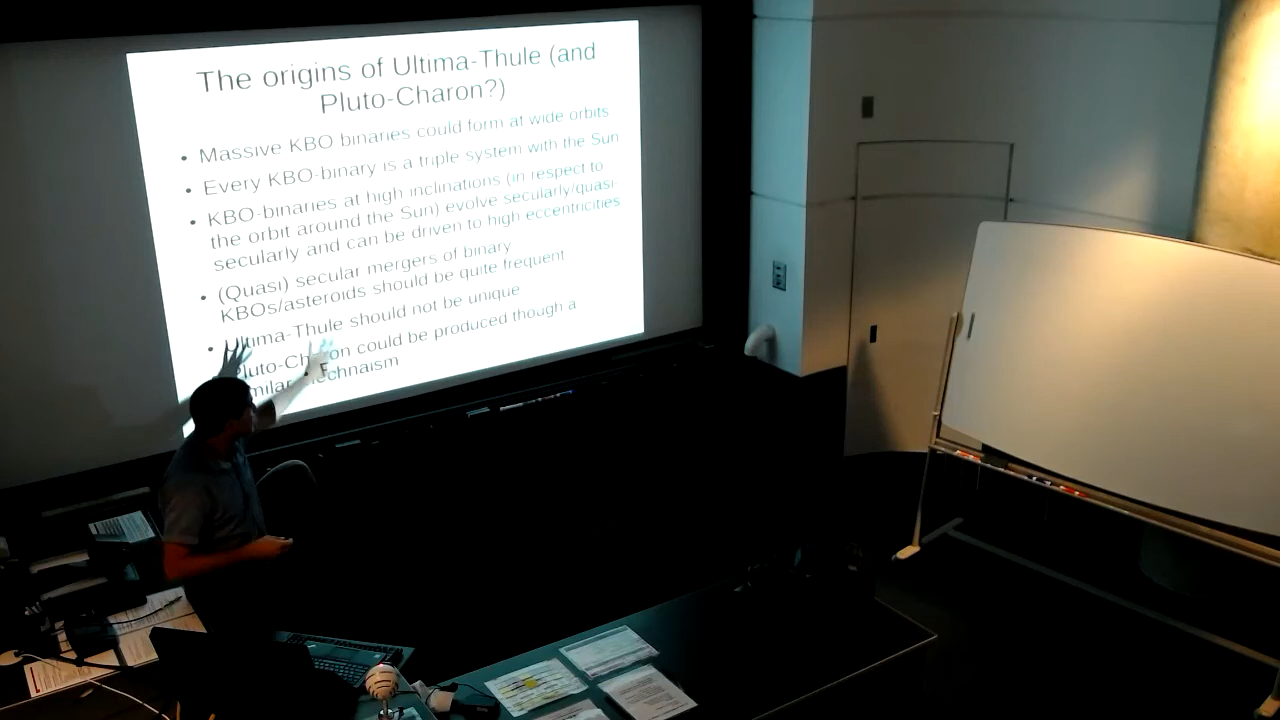 The origins of Ultima-Thule (and
Pluto-Charon?)
• Massive KBO binaries could form at wide orbits
• Every KBO-binary is a triple system with the Sun
• KBO-binaries at high inclinations (in respect to
the orbit around the Sun) evolve secularly/quasi-
secularly and can be driven to high eccentricities
• (Quasi) secular mergers of binary
KBOs/asteroids should be quite frequent
• Ultima-Thule should not be unique
Pluto-Charon could be produced though a
similar mechnaism